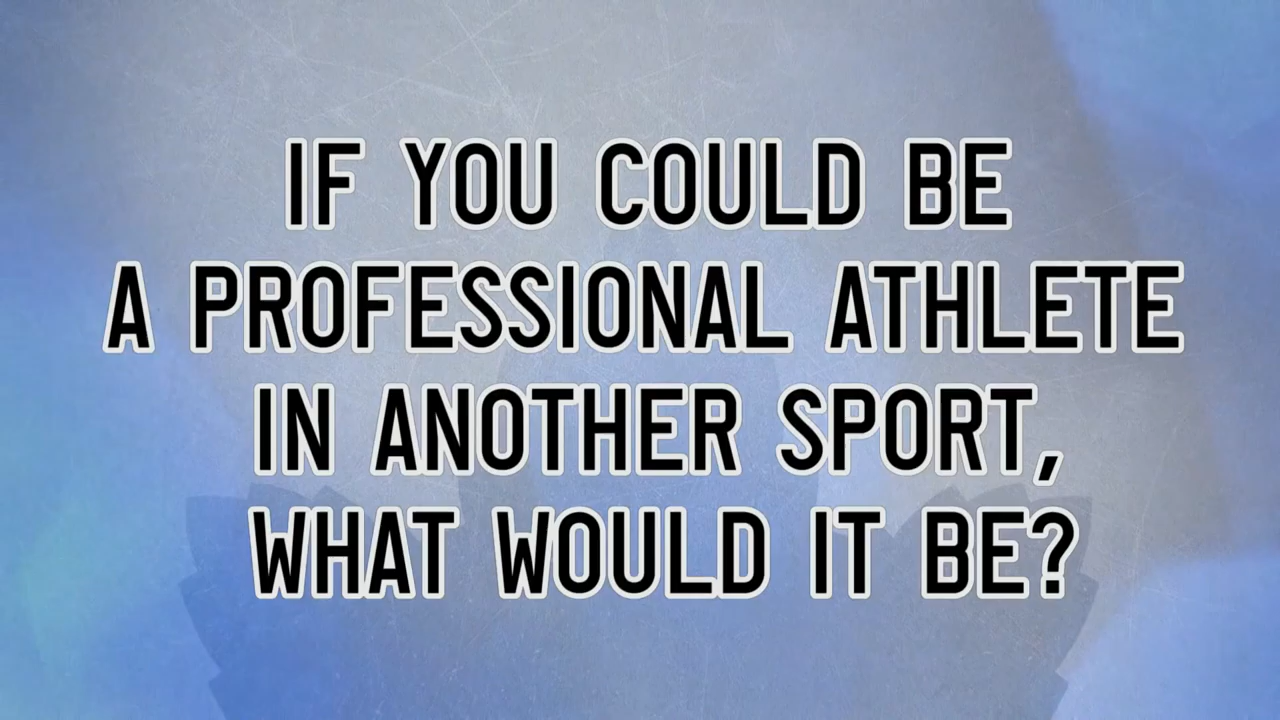 IF YOU COULD BE
A PROFESSIONAL ATHLETE
IN ANOTHER SPORT,
WHAT WOULD IT BE?